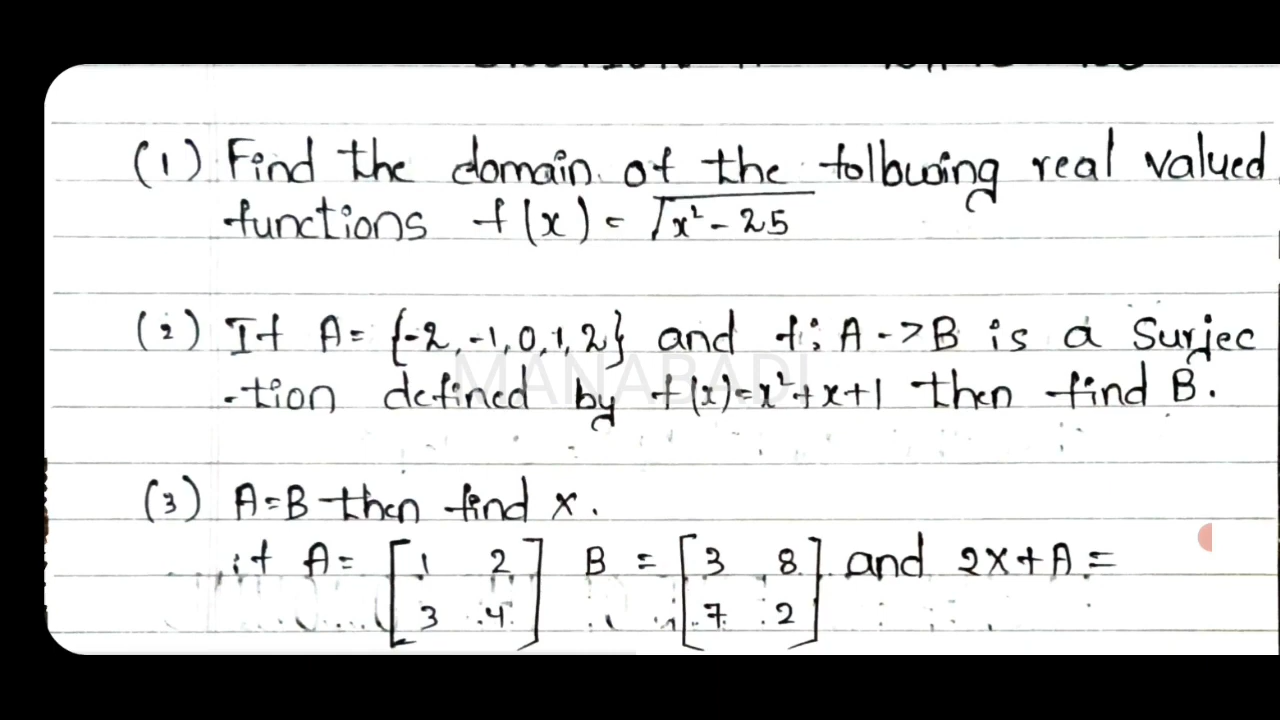 (1) Find the domain of the following real valued
functions f(x) = √x² - 25
(2) If A = {-2, -1, 0, 1, 2} and f: A -> B is a Surjec
-tion defined by f(x) = x² + x + 1 then find B.
MANABADI
(3) A = B then find x.
if A = [1 2 B = [3 8] and 2x + A =
3 4] 7 2]